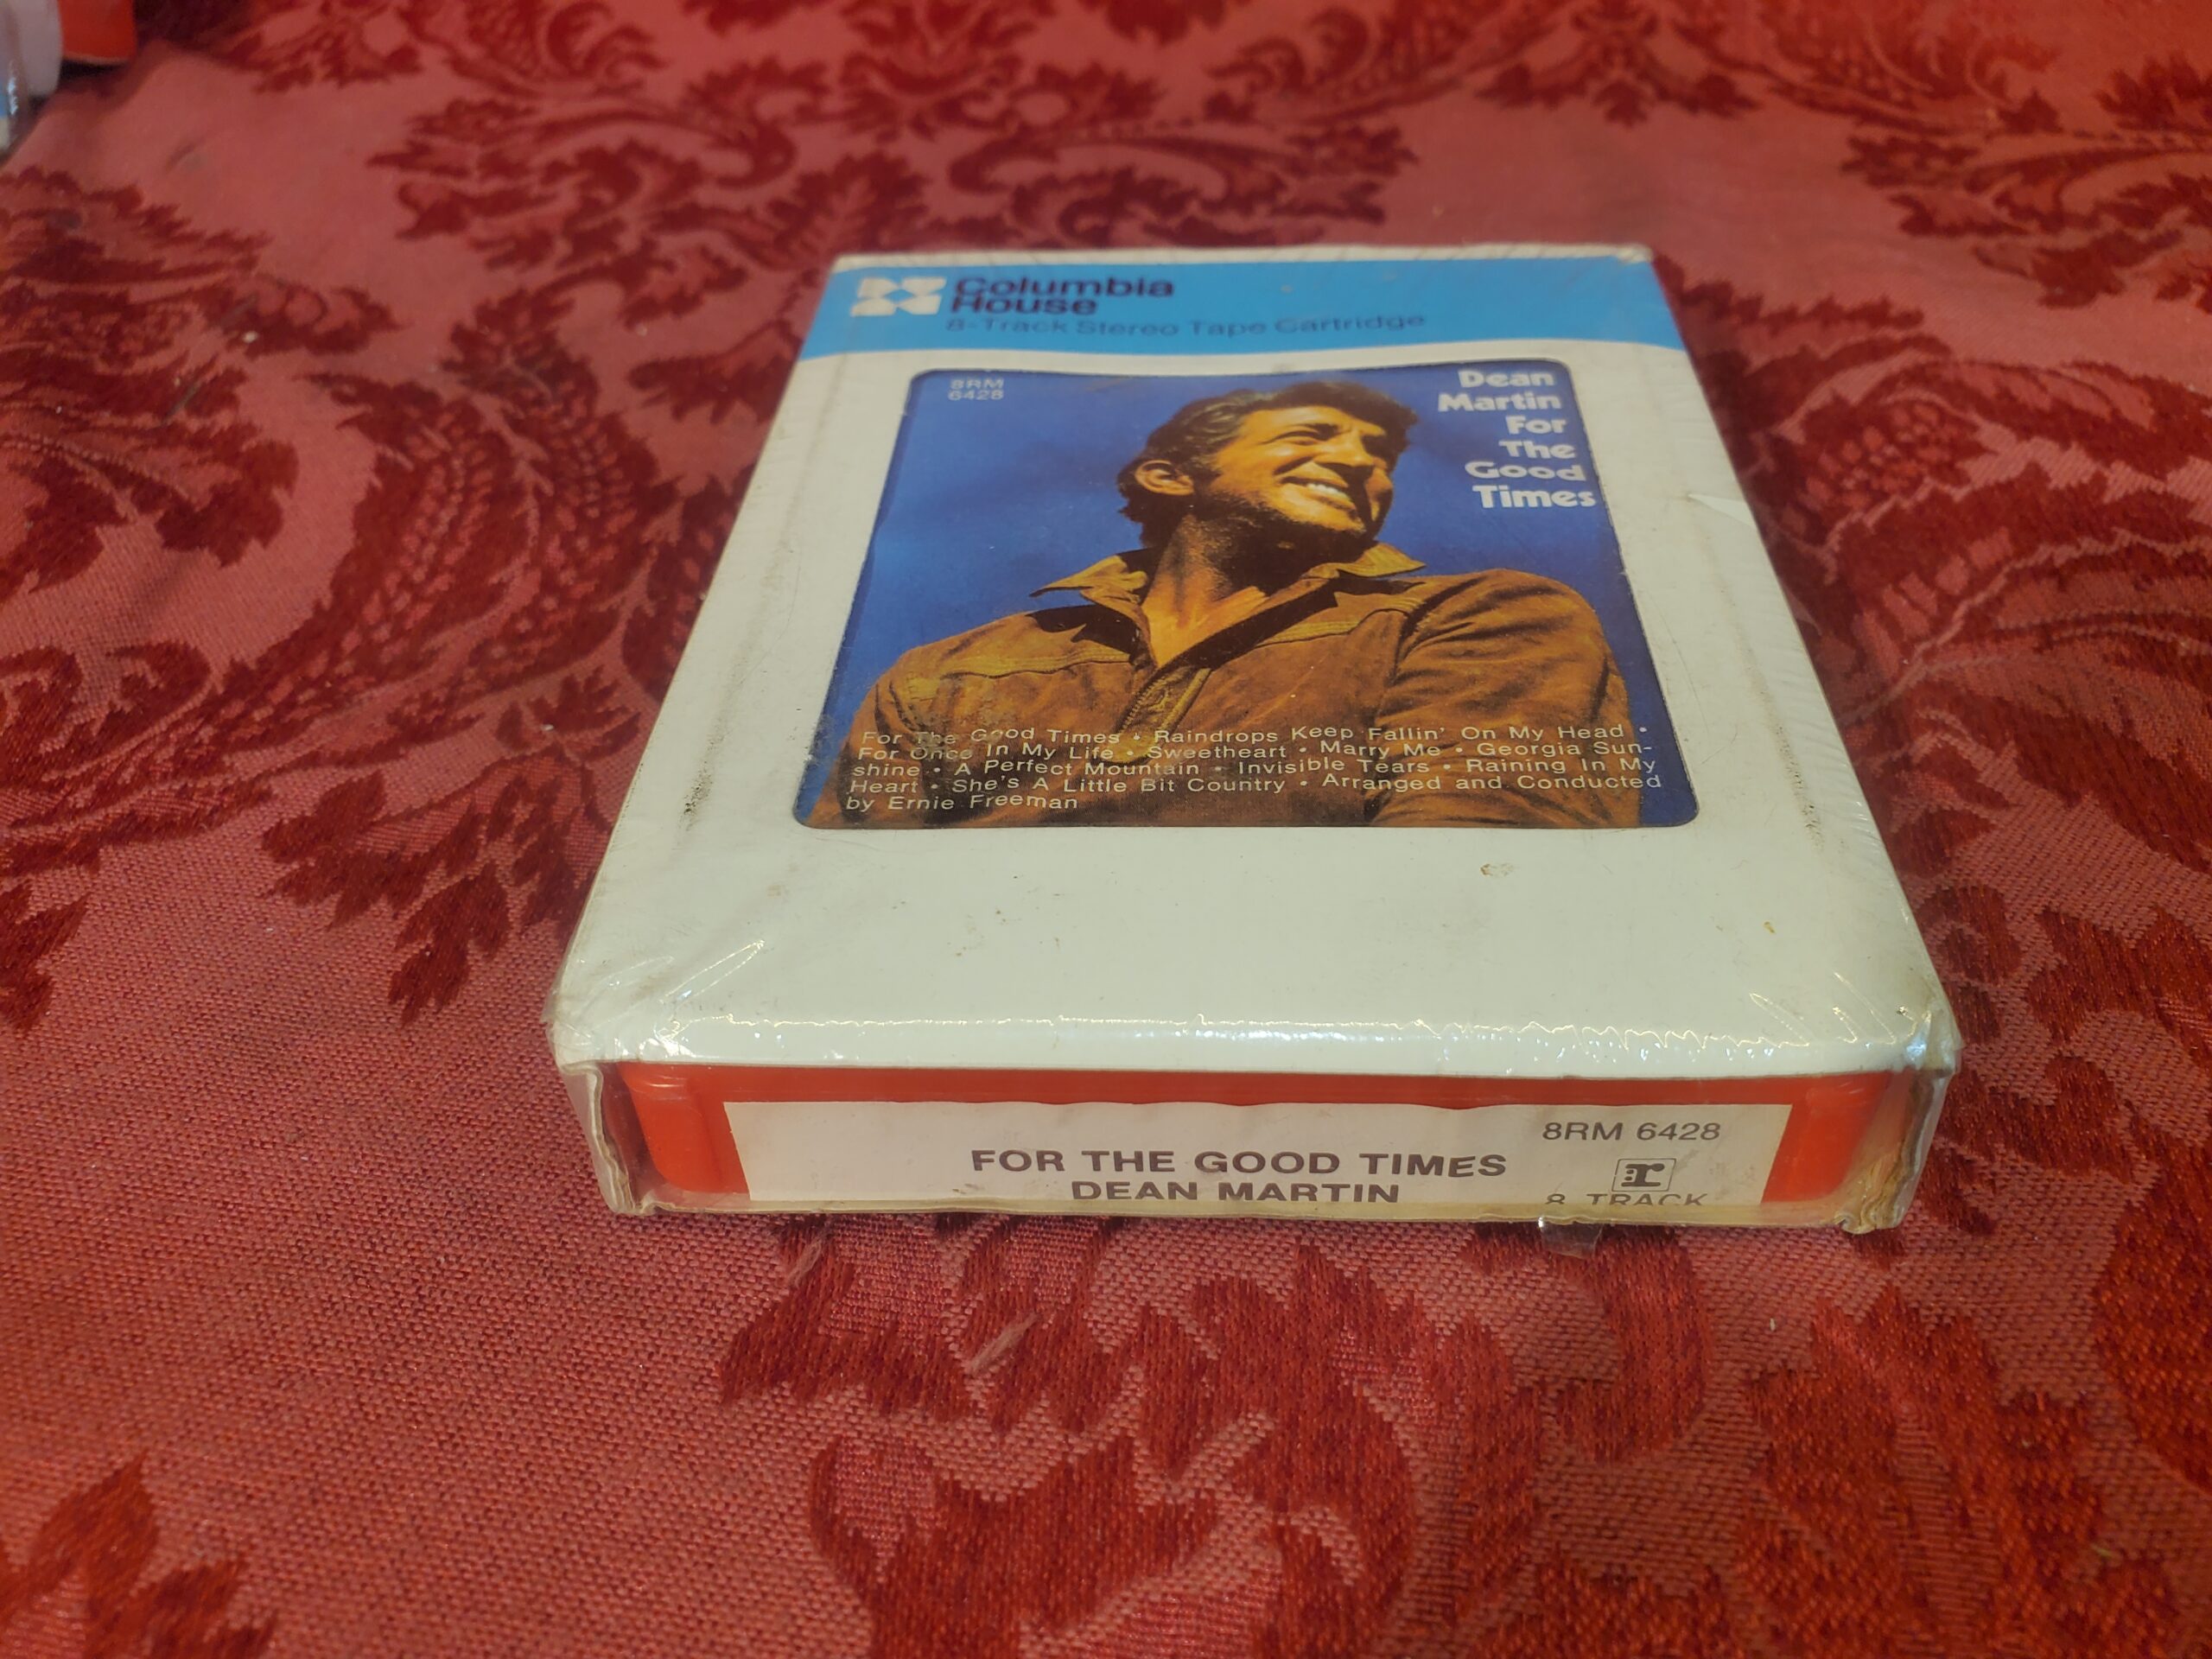 Columbia
House
8-Track Stereo Tape Cartridge
8RM
6428
Dean
Martin
For
The
Good
Times
For The Good Times • Raindrops Keep Fallin' On My Head •
For Once In My Life • Sweetheart • Marry Me • Georgia Sun-
shine • A Perfect Mountain • Invisible Tears • Raining In My
Heart • She's A Little Bit Country • Arranged and Conducted
by Ernie Freeman
8RM 6428
FOR THE GOOD TIMES
:r
DEAN MARTIN
8 TRACK